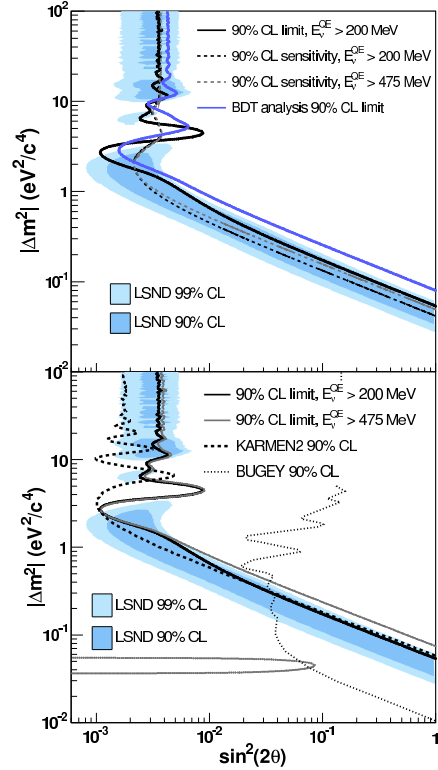 10²
90% CL limit, E_ν^QE > 200 MeV
90% CL sensitivity, E_ν^QE > 200 MeV
90% CL sensitivity, E_ν^QE > 475 MeV
BDT analysis 90% CL limit
10
|Δm²| (eV²/c⁴)
1
10⁻¹
LSND 99% CL
LSND 90% CL
10²
90% CL limit, E_ν^QE > 200 MeV
90% CL limit, E_ν^QE > 475 MeV
KARMEN2 90% CL
BUGEY 90% CL
10
|Δm²| (eV²/c⁴)
1
LSND 99% CL
LSND 90% CL
10⁻¹
10⁻²
10⁻³ 10⁻² 10⁻¹ 1
sin²(2θ)